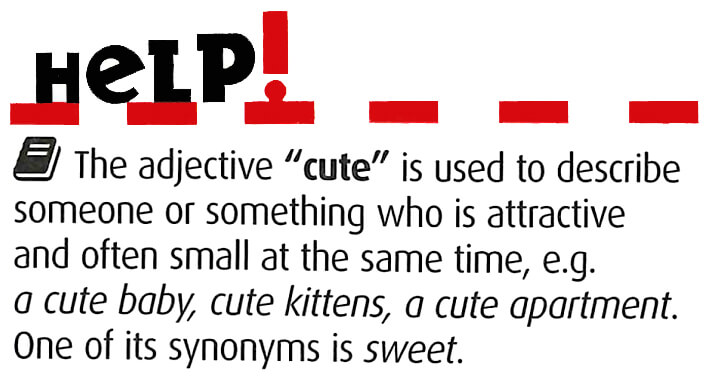 HeLP!
The adjective “cute” is used to describe
someone or something who is attractive
and often small at the same time, e.g.
a cute baby, cute kittens, a cute apartment.
One of its synonyms is sweet.